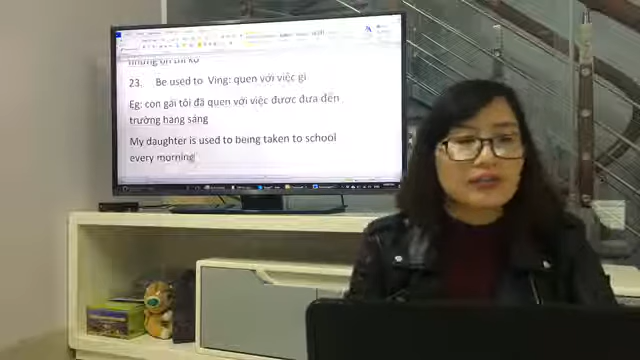 23. Be used to Ving: quen với việc gì
Eg: con gái tôi đã quen với việc được đưa đến
trường hàng sáng
My daughter is used to being taken to school
every morning